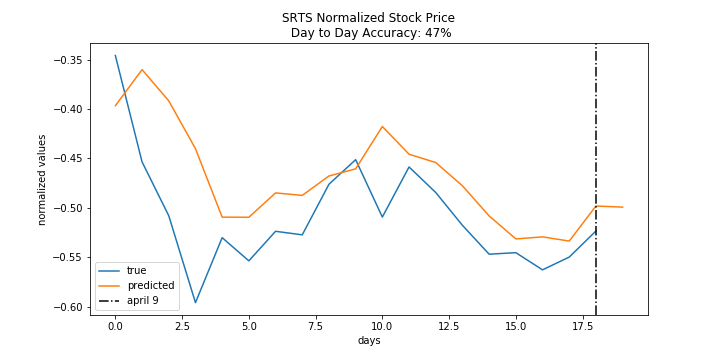 SRTS Normalized Stock Price
Day to Day Accuracy: 47%
normalized values
−0.35
−0.40
−0.45
−0.50
−0.55
−0.60
true
predicted
april 9
0.0 2.5 5.0 7.5 10.0 12.5 15.0 17.5
days